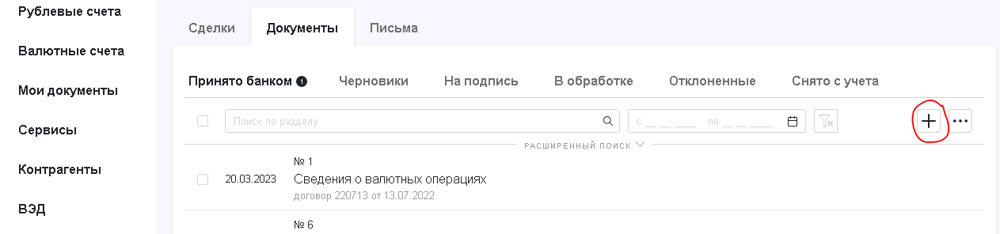 Рублевые счета
Валютные счета
Мои документы
Сервисы
Контрагенты
ВЭД
Сделки Документы Письма
Принято банком 1 Черновики На подпись В обработке Отклоненные Снято с учета
Поиск по разделу с __ __ ____ по __ __ ____
РАСШИРЕННЫЙ ПОИСК
№ 1
20.03.2023 Сведения о валютных операциях
договор 220713 от 13.07.2022
№ 6